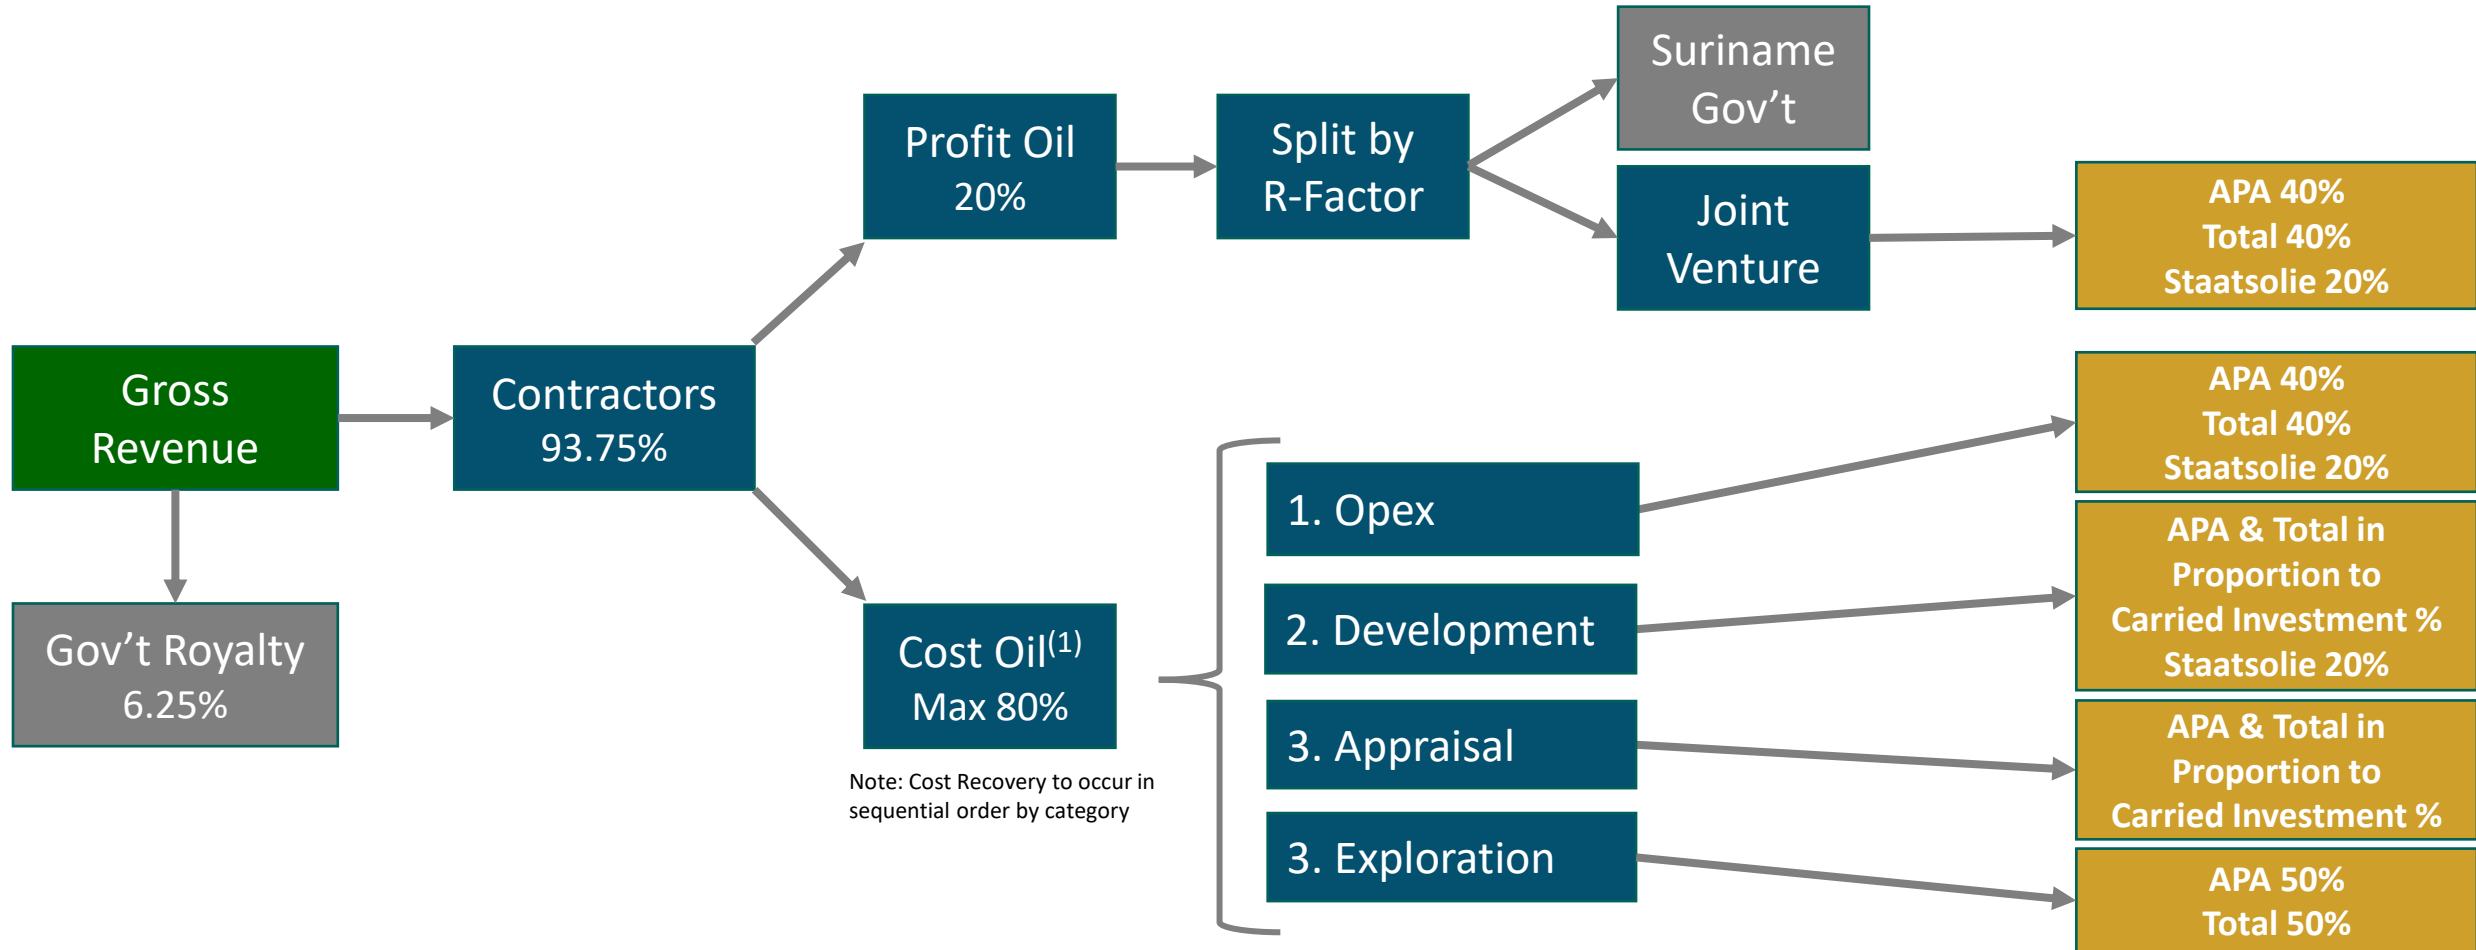 Gross
Revenue
Gov’t Royalty
6.25%
Contractors
93.75%
Profit Oil
20%
Split by
R-Factor
Suriname
Gov’t
Joint
Venture
APA 40%
Total 40%
Staatsolie 20%
Cost Oil(1)
Max 80%
Note: Cost Recovery to occur in
sequential order by category
1. Opex
APA 40%
Total 40%
Staatsolie 20%
2. Development
APA & Total in
Proportion to
Carried Investment %
Staatsolie 20%
3. Appraisal
APA & Total in
Proportion to
Carried Investment %
3. Exploration
APA 50%
Total 50%